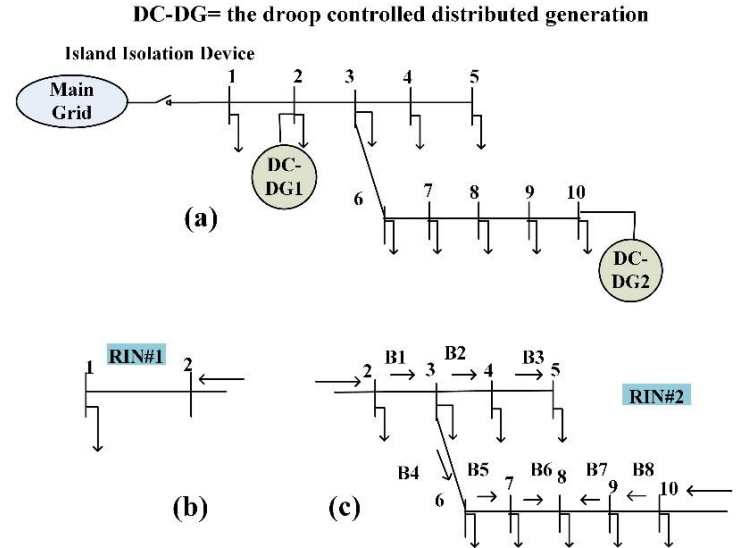 DC-DG= the droop controlled distributed generation
Island Isolation Device
Main
Grid
1 2 3 4 5
DC-
DG1
(a)
6 7 8 9 10
DC-
DG2
RIN#1
1 2
(b)
2 B1 3 B2 4 B3 5
RIN#2
B4
6 B5 7 B6 8 B7 9 B8 10
(c)